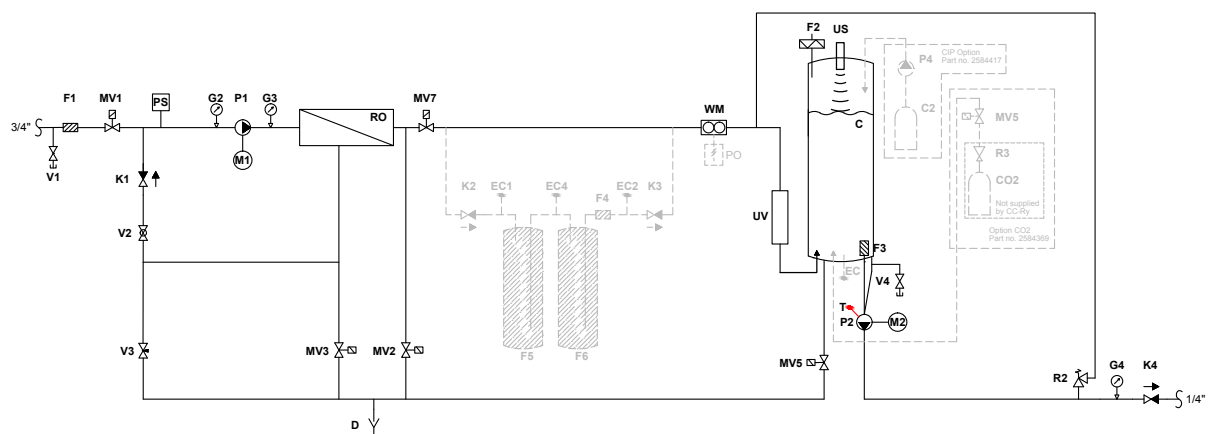 F2
US
CIP Option
Part no. 2584417
P4
C2
F1
MV1
PS
G2
P1
G3
RO
MV7
WM
3/4"
V1
M1
PO
C
MV5
R3
CO2
Not supplied
by CC-Ry
Option CO2
Part no. 2584369
K1
K2
EC1
EC4
F4
EC2
K3
V2
UV
F3
EC
V4
T
P2
M2
V3
MV3
MV2
F5
F6
MV5
R2
G4
K4
1/4"
D